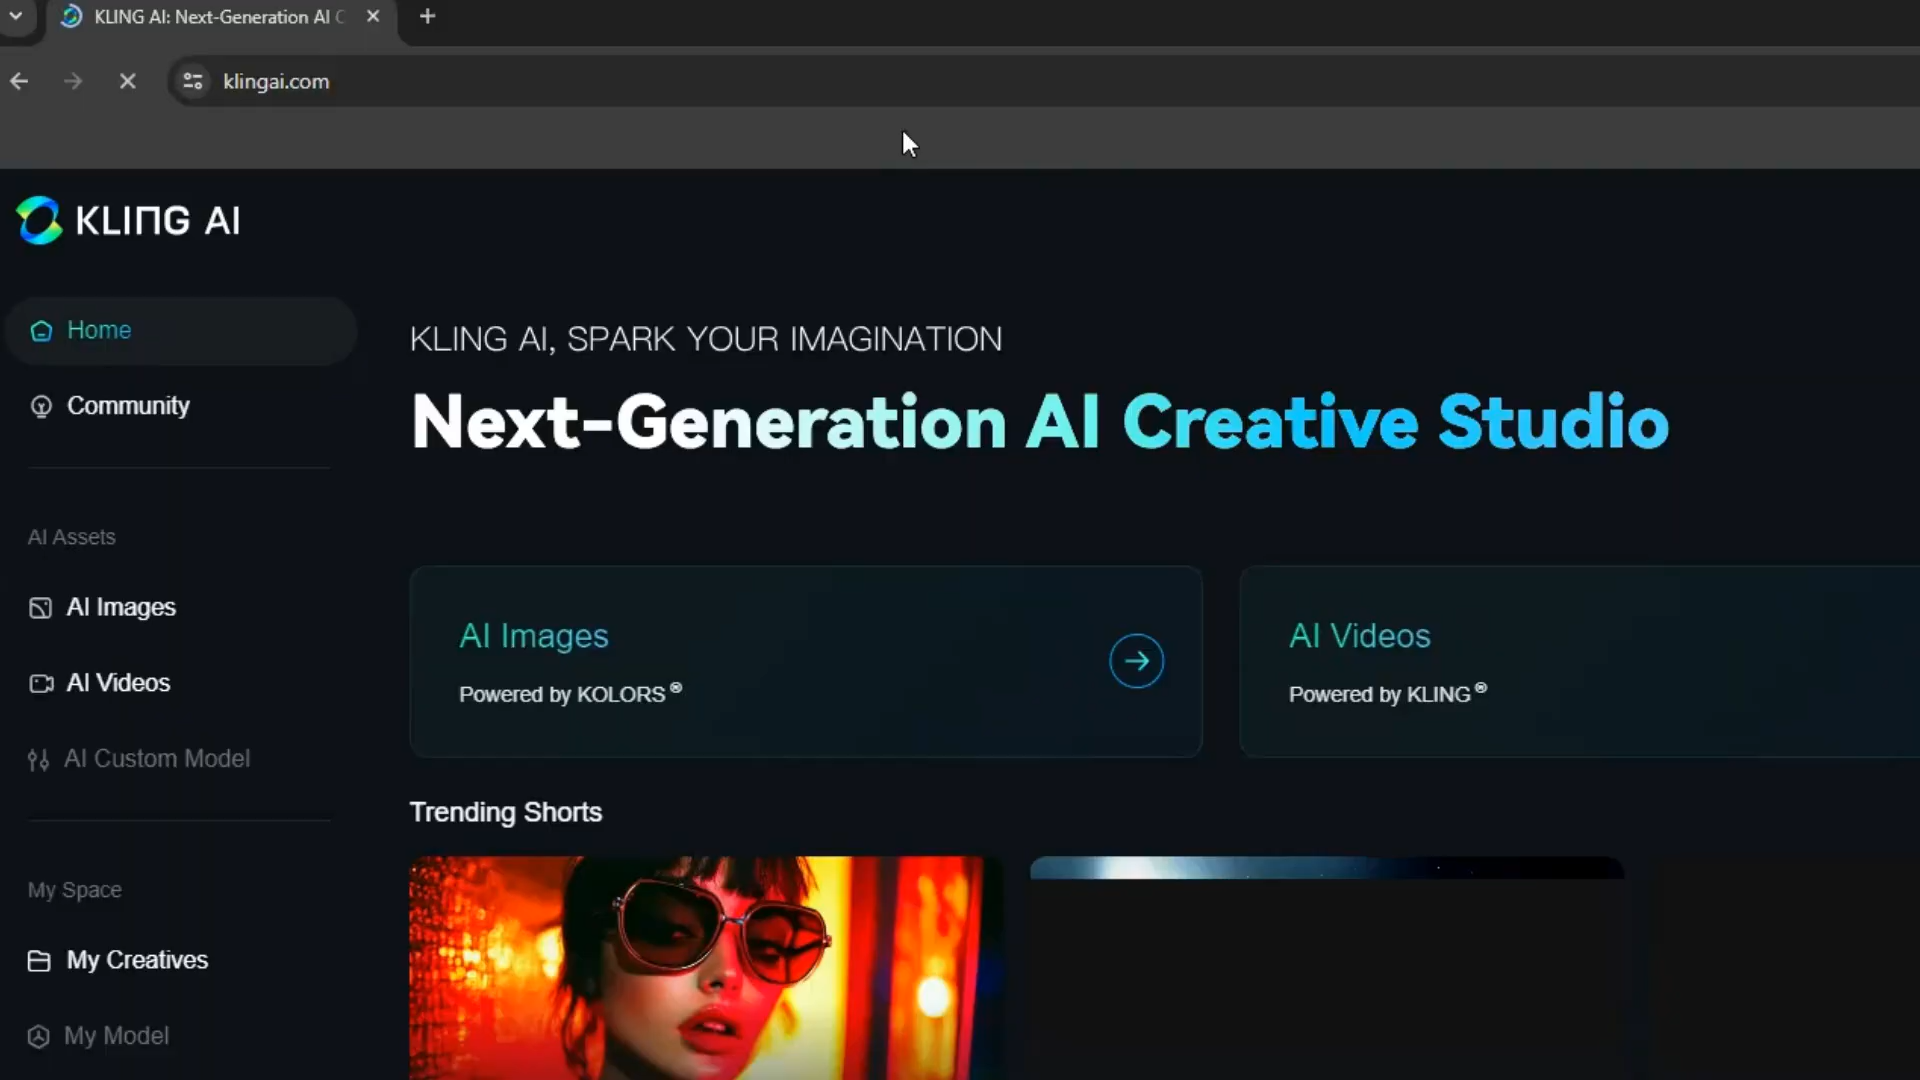 KLING AI: Next-Generation AI C
klingai.com
KLING AI
Home
Community
AI Assets
AI Images
AI Videos
AI Custom Model
My Space
My Creatives
My Model
KLING AI, SPARK YOUR IMAGINATION
Next-Generation AI Creative Studio
AI Images
Powered by KOLORS®
AI Videos
Powered by KLING®
Trending Shorts